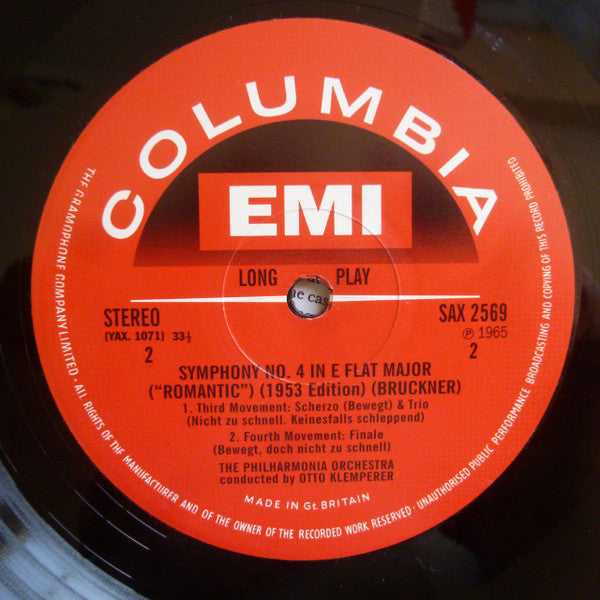 COLUMBIA
EMI
LONG PLAY
he cas
STEREO
(YAX. 1071) 33⅓
2
SAX 2569
℗ 1965
2
SYMPHONY NO. 4 IN E FLAT MAJOR
("ROMANTIC") (1953 Edition) (BRUCKNER)
1. Third Movement: Scherzo (Bewegt) & Trio
(Nicht zu schnell. Keinesfalls schleppend)
2. Fourth Movement: Finale
(Bewegt, doch nicht zu schnell)
THE PHILHARMONIA ORCHESTRA
conducted by OTTO KLEMPERER
MADE IN Gt. BRITAIN
THE GRAMOPHONE COMPANY LIMITED · ALL RIGHTS OF THE MANUFACTURER AND OF THE OWNER OF THE RECORDED WORK RESERVED · UNAUTHORISED PUBLIC PERFORMANCE BROADCASTING AND COPYING OF THIS RECORD PROHIBITED